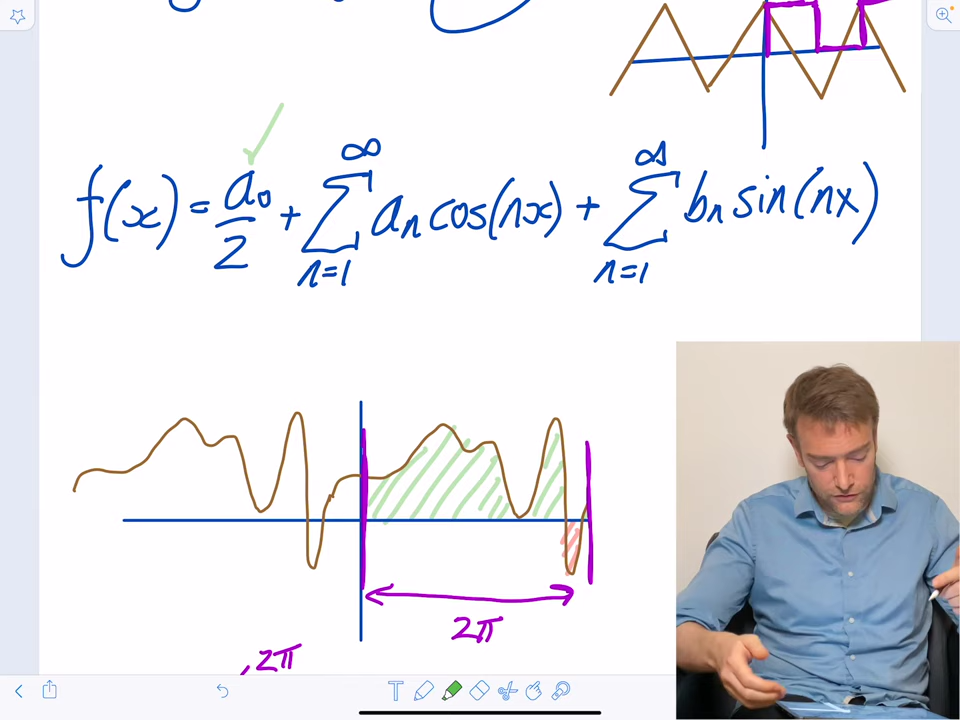 f(x) = a₀/2 + ∑_{n=1}^{∞} aₙ cos(nx) + ∑_{n=1}^{∞} bₙ sin(nx)
2π
2π
T